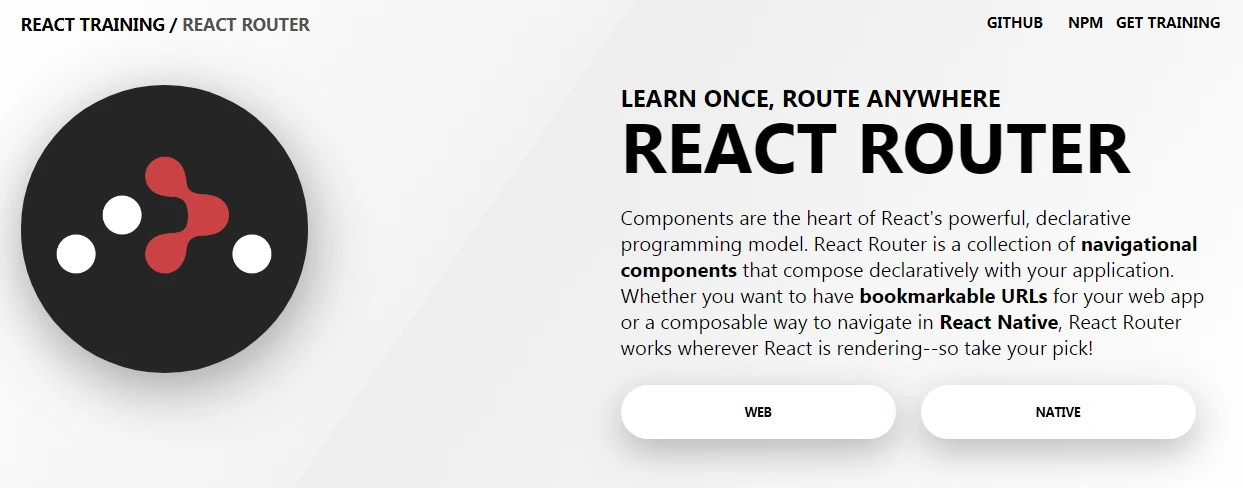 REACT TRAINING / REACT ROUTER
GITHUB NPM GET TRAINING
LEARN ONCE, ROUTE ANYWHERE
REACT ROUTER
Components are the heart of React's powerful, declarative
programming model. React Router is a collection of navigational
components that compose declaratively with your application.
Whether you want to have bookmarkable URLs for your web app
or a composable way to navigate in React Native, React Router
works wherever React is rendering--so take your pick!
WEB
NATIVE